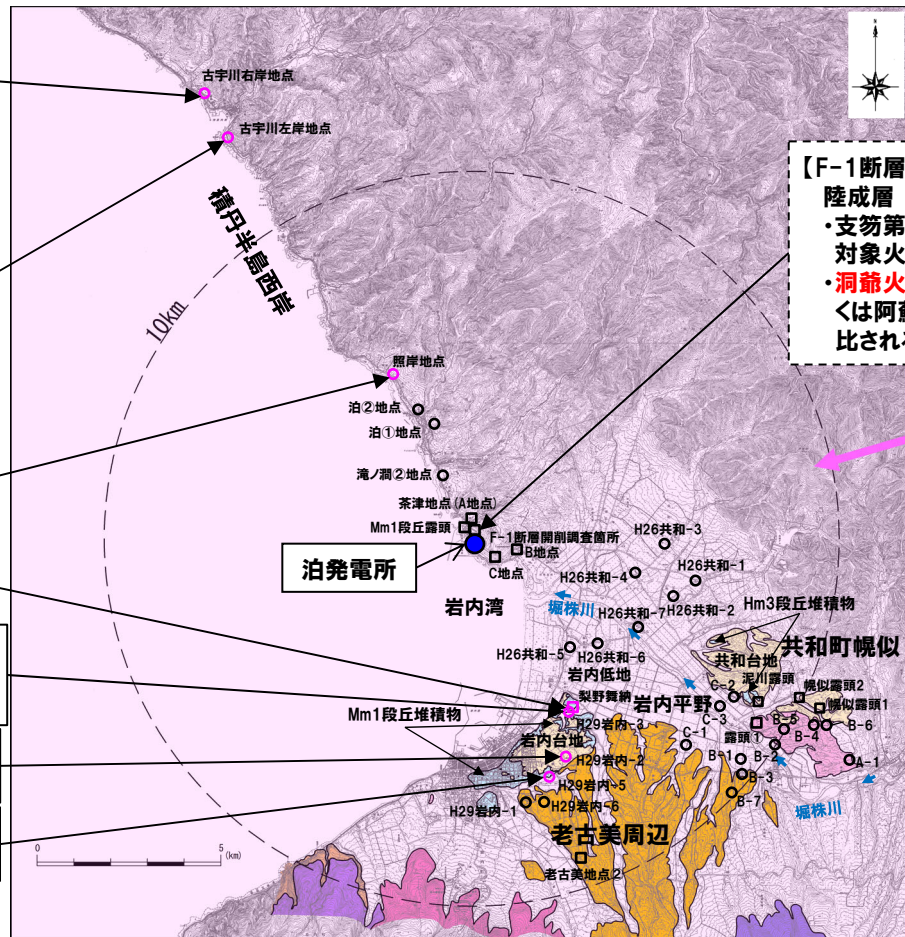 N
古宇川右岸地点
古宇川左岸地点
積丹半島西岸
【F-1断層
陸成層
・支笏第
対象火
・洞爺火
くは阿蘇
比される
10km
照岸地点
泊②地点
泊①地点
滝ノ澗②地点
茶津地点(A地点)
Mm1段丘露頭
F-1断層開削調査箇所
B地点
C地点
泊発電所
岩内湾
H26共和-3
H26共和-1
H26共和-4
H26共和-2
H26共和-7
堀株川
Hm3段丘堆積物
H26共和-5
H26共和-6
共和町幌似
共和台地
岩内低地
泥川露頭
C-2
幌似露頭2
幌似露頭1
梨野舞納
岩内平野
C-3
B-5
B-6
Mm1段丘堆積物
H29岩内-3
露頭①
B-4
岩内台地
C-1
H29岩内-2
B-1
B-2
A-1
H29岩内-5
B-3
H29岩内-1
H29岩内-6
B-7
堀株川
老古美周辺
老古美地点2
0
5
(km)